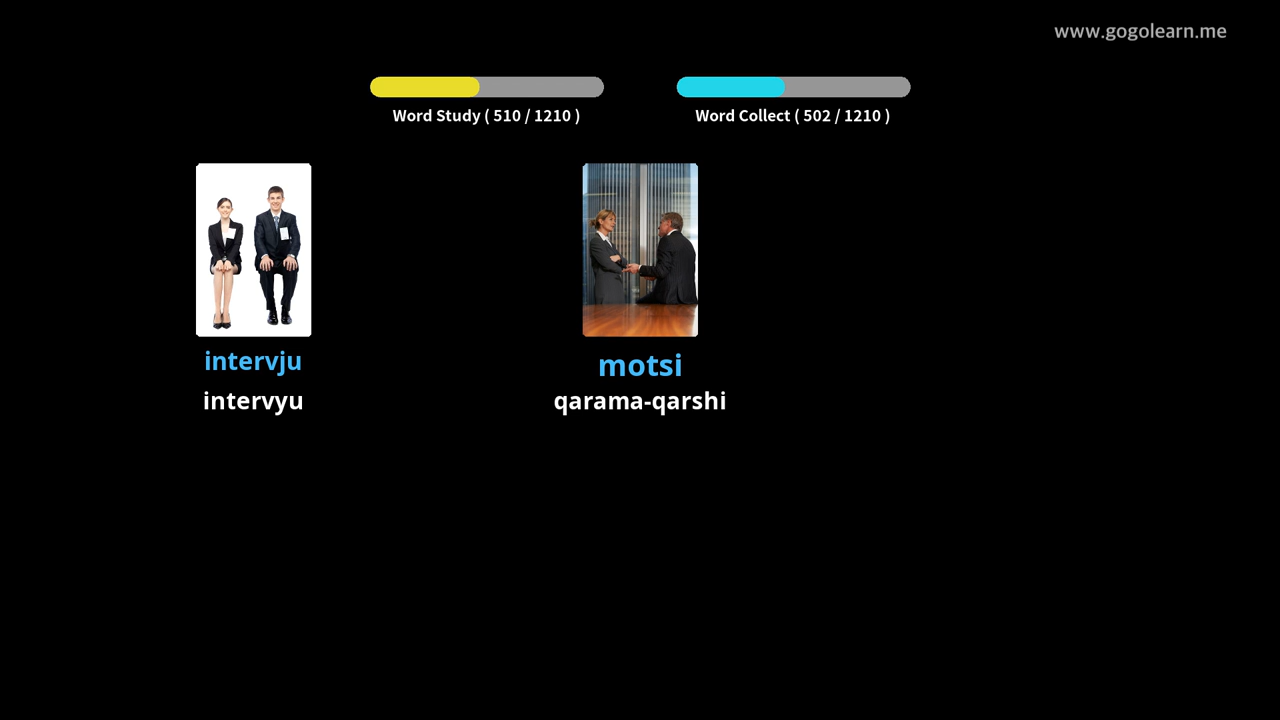 www.gogolearn.me
Word Study ( 510 / 1210 )
Word Collect ( 502 / 1210 )
intervju
intervyu
motsi
qarama-qarshi